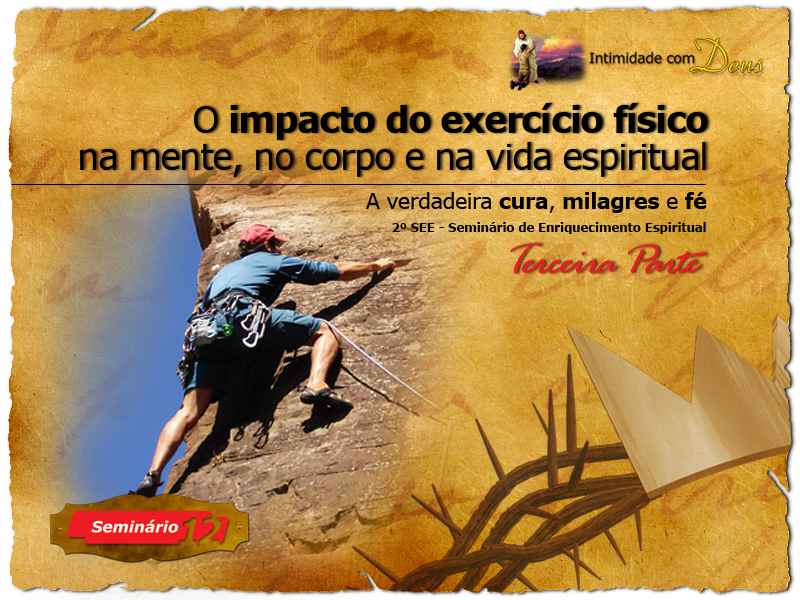 Intimidade com Deus
O impacto do exercício físico
na mente, no corpo e na vida espiritual
A verdadeira cura, milagres e fé
2º SEE - Seminário de Enriquecimento Espiritual
Terceira Parte
Seminário 12